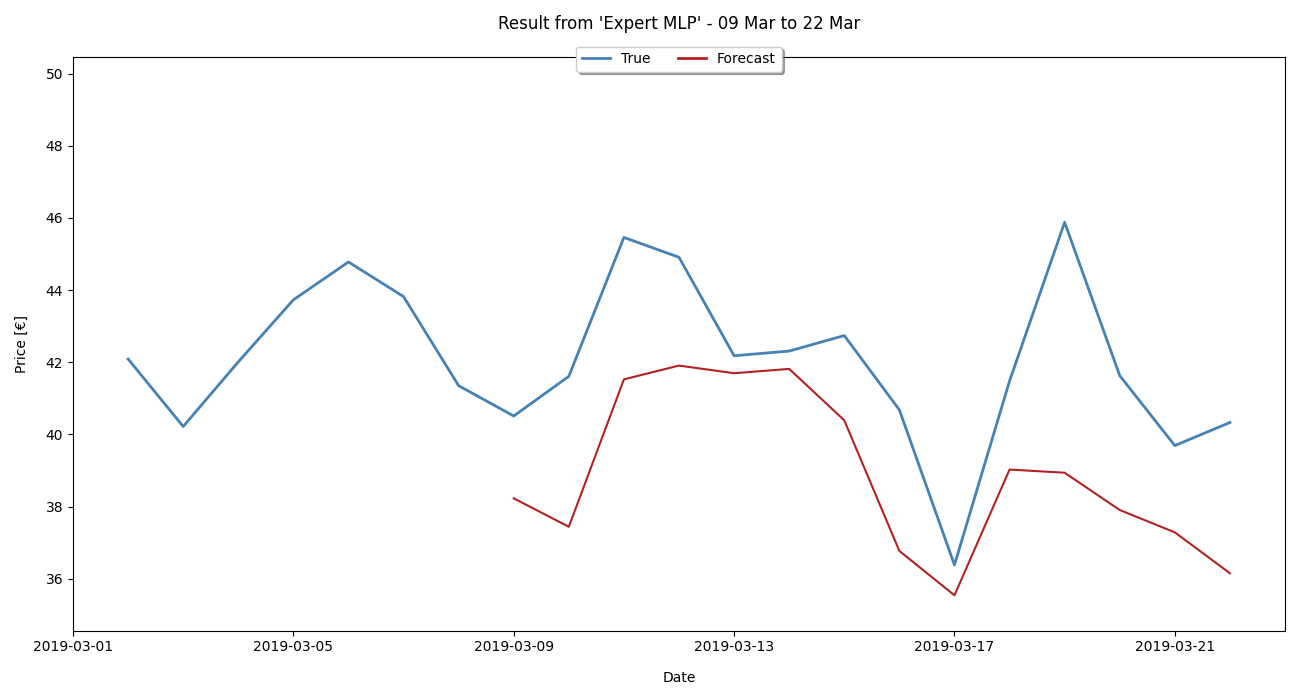 Result from 'Expert MLP' - 09 Mar to 22 Mar
True Forecast
50
48
46
44
42
40
38
36
Price [€]
2019-03-01 2019-03-05 2019-03-09 2019-03-13 2019-03-17 2019-03-21
Date